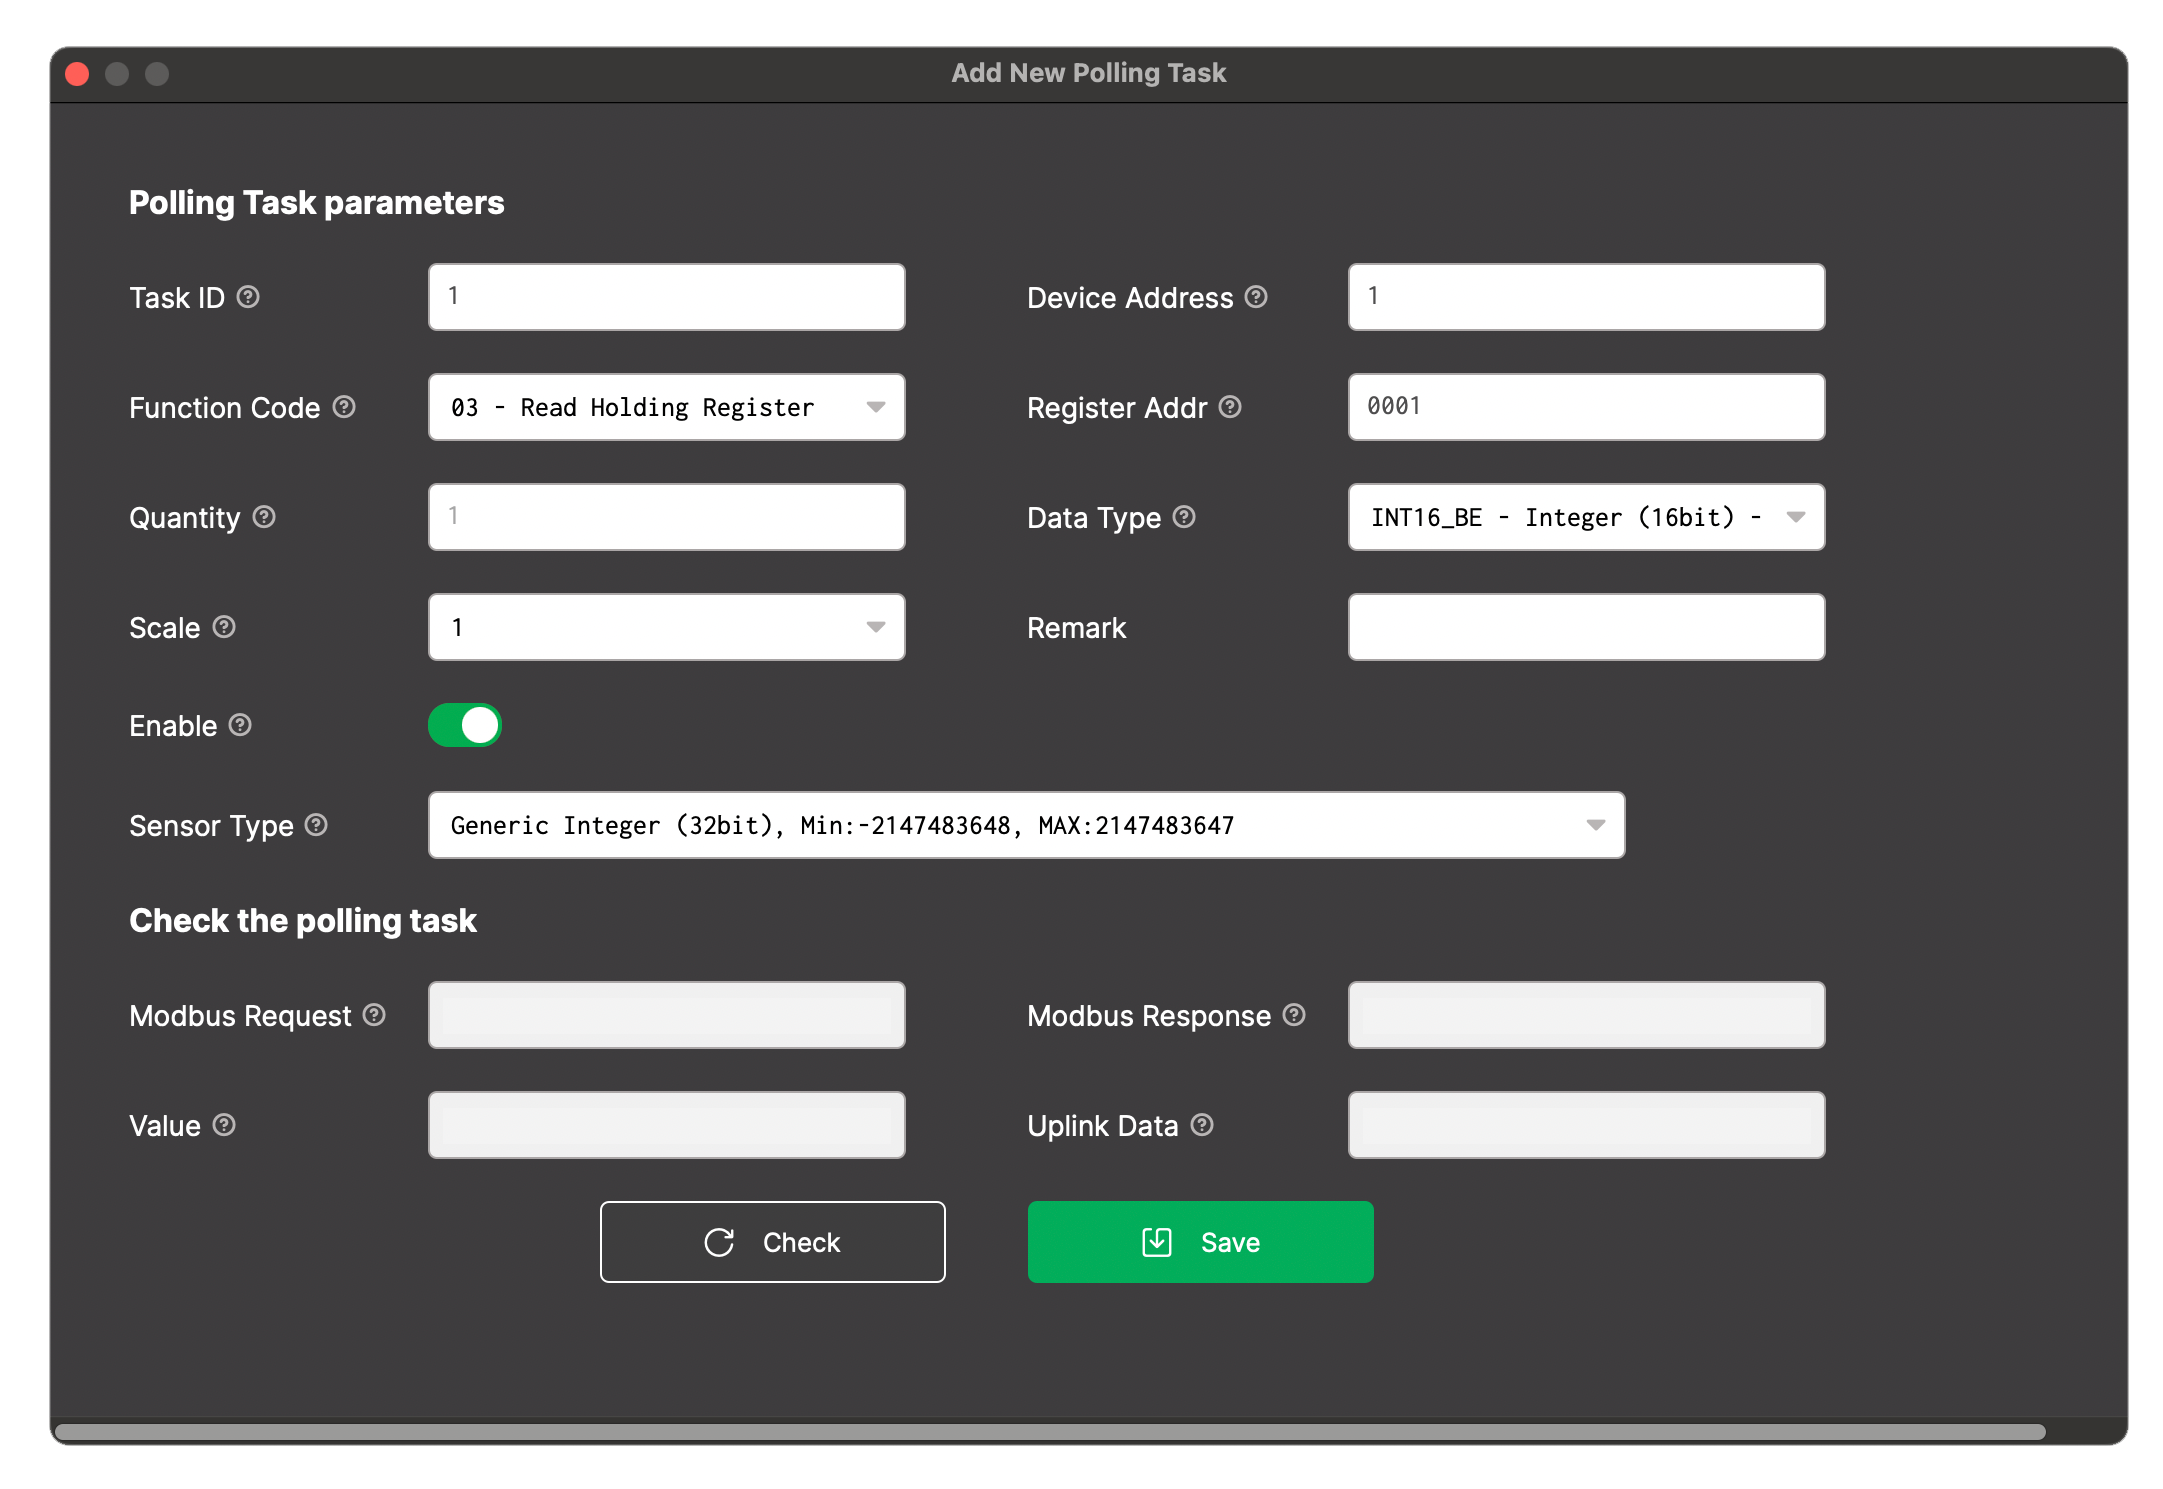 Add New Polling Task
Polling Task parameters
Task ID ? 1 Device Address ? 1
Function Code ? 03 - Read Holding Register Register Addr ? 0001
Quantity ? 1 Data Type ? INT16_BE - Integer (16bit) -
Scale ? 1 Remark
Enable ?
Sensor Type ? Generic Integer (32bit), Min:-2147483648, MAX:2147483647
Check the polling task
Modbus Request ? Modbus Response ?
Value ? Uplink Data ?
Check Save